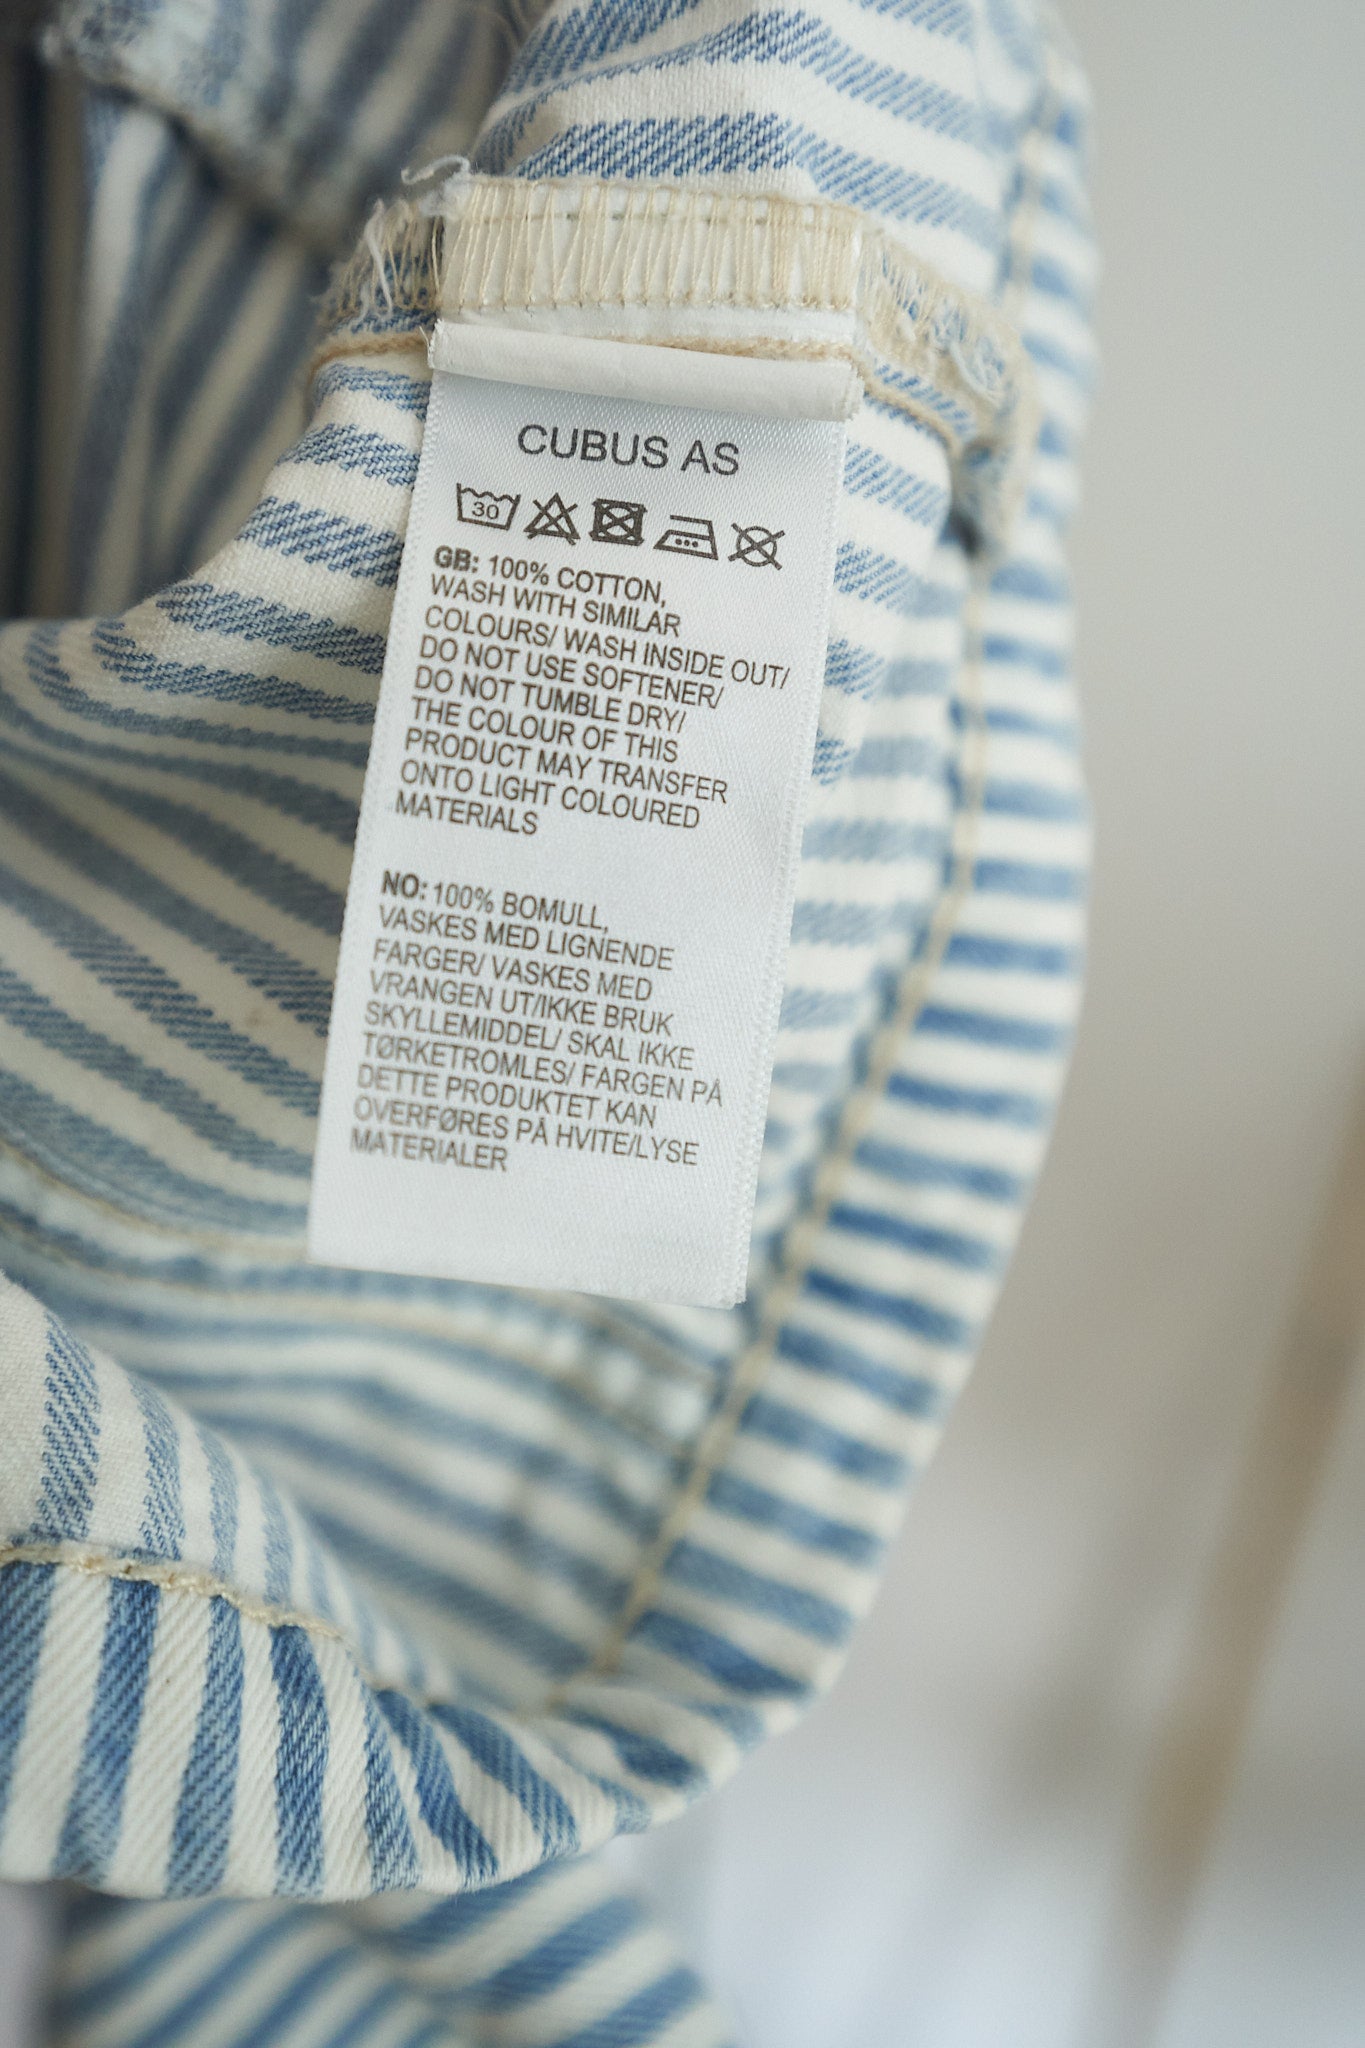 CUBUS AS
30
GB: 100% COTTON,
WASH WITH SIMILAR
COLOURS/ WASH INSIDE OUT/
DO NOT USE SOFTENER/
DO NOT TUMBLE DRY/
THE COLOUR OF THIS
PRODUCT MAY TRANSFER
ONTO LIGHT COLOURED
MATERIALS
NO: 100% BOMULL,
VASKES MED LIGNENDE
FARGER/ VASKES MED
VRANGEN UT/IKKE BRUK
SKYLLEMIDDEL/ SKAL IKKE
TØRKETROMLES/ FARGEN PÅ
DETTE PRODUKTET KAN
OVERFØRES PÅ HVITE/LYSE
MATERIALER